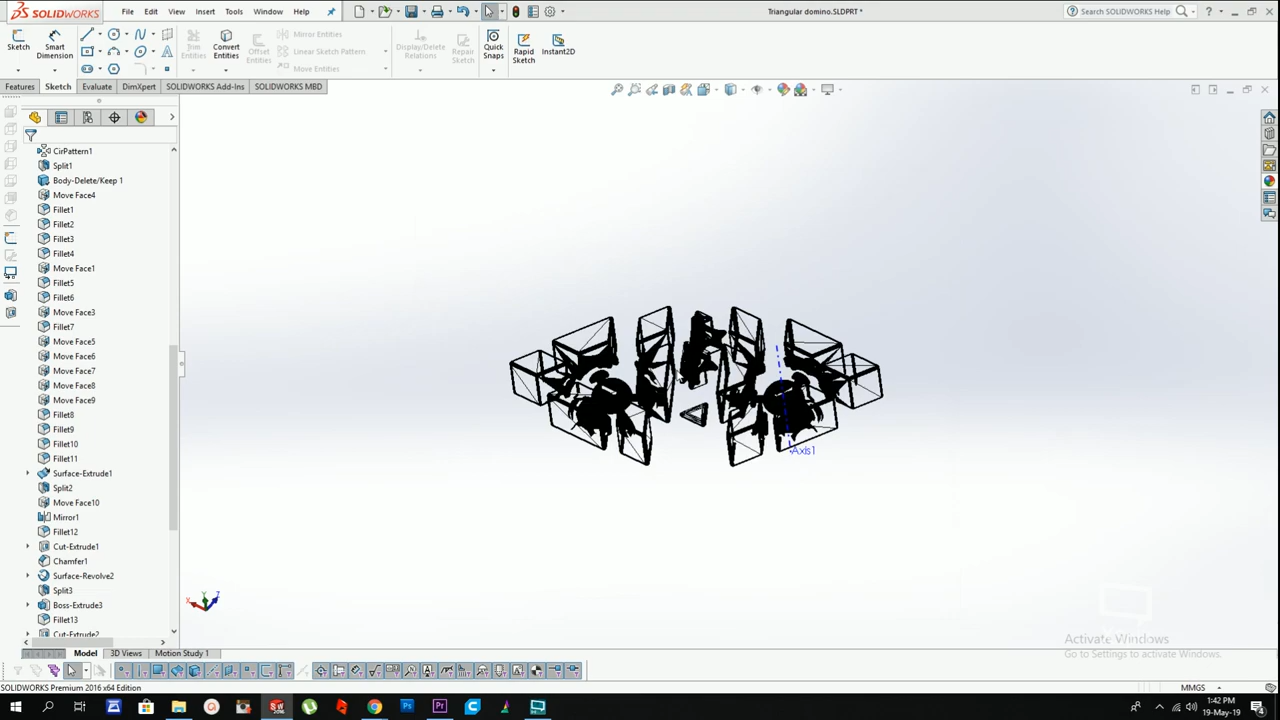 SOLIDWORKS File Edit View Insert Tools Window Help Triangular domino.SLDPRT * Search SOLIDWORKS Help
Sketch Smart Dimension Trim Entities Convert Entities Offset Entities Mirror Entities Linear Sketch Pattern Move Entities Display/Delete Relations Repair Sketch Quick Snaps Rapid Sketch Instant2D
Features Sketch Evaluate DimXpert SOLIDWORKS Add-Ins SOLIDWORKS MBD
CirPattern1
Split1
Body-Delete/Keep 1
Move Face4
Fillet1
Fillet2
Fillet3
Fillet4
Move Face1
Fillet5
Fillet6
Move Face3
Fillet7
Move Face5
Move Face6
Move Face7
Move Face8
Move Face9
Fillet8
Fillet9
Fillet10
Fillet11
Surface-Extrude1
Split2
Move Face10
Mirror1
Fillet12
Cut-Extrude1
Chamfer1
Surface-Revolve2
Split3
Boss-Extrude3
Fillet13
Cut-Extrude2
Axis1
X Y Z
Activate Windows
Go to Settings to activate Windows.
Model 3D Views Motion Study 1
SOLIDWORKS Premium 2016 x64 Edition MMGS
1:42 PM
19-May-19